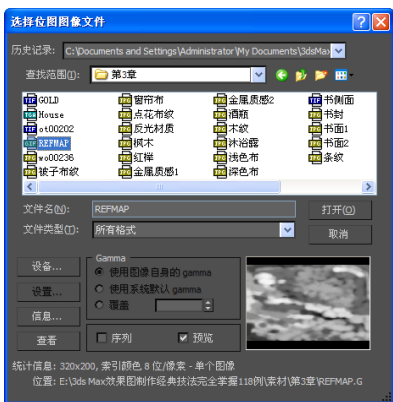 选择位图图像文件
历史记录: C:\Documents and Settings\Administrator\My Documents\3dsMax
查找范围(I): 第3章
GOLD 窗帘布 金属质感2 书侧面
House 点花布纹 酒瓶 书封
ot00202 反光材质 木纹 书面1
REFMAP 枫木 沐浴露 书面2
wo00236 红榉 浅色布 条纹
被子布纹 金属质感1 深色布
文件名(N): REFMAP 打开(O)
文件类型(T): 所有格式 取消
设备... Gamma
使用图像自身的 gamma
设置... 使用系统默认 gamma
信息... 覆盖
查看 序列 预览
统计信息: 320x200, 索引颜色 8 位/像素 - 单个图像
位置: E:\3ds Max效果图制作经典技法完全掌握118例\素材\第3章\REFMAP.G